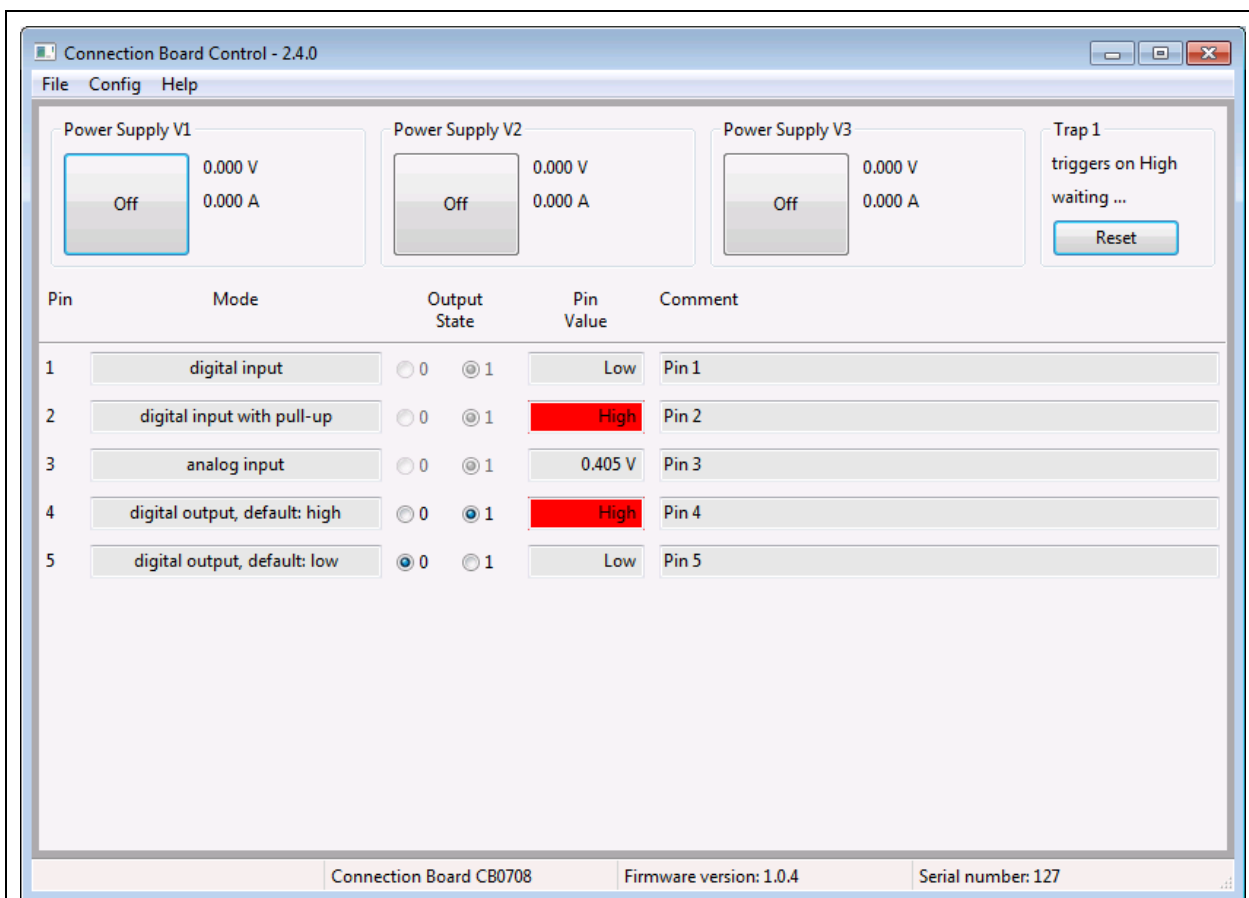 Connection Board Control - 2.4.0
File Config Help
Power Supply V1
Off
0.000 V
0.000 A
Power Supply V2
Off
0.000 V
0.000 A
Power Supply V3
Off
0.000 V
0.000 A
Trap 1
triggers on High
waiting ...
Reset
Pin Mode Output State Pin Value Comment
1 digital input 0 1 Low Pin 1
2 digital input with pull-up 0 1 High Pin 2
3 analog input 0 1 0.405 V Pin 3
4 digital output, default: high 0 1 High Pin 4
5 digital output, default: low 0 1 Low Pin 5
Connection Board CB0708 Firmware version: 1.0.4 Serial number: 127